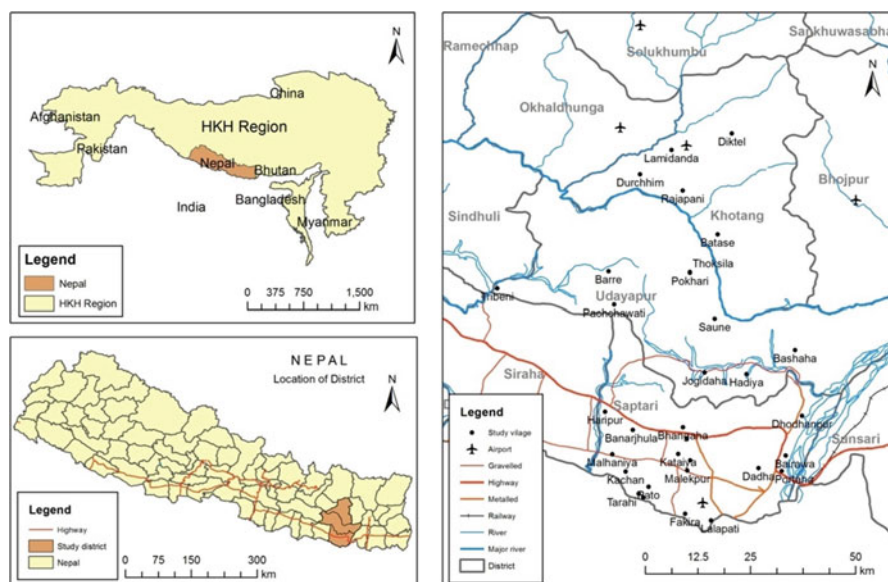 N
China
Afghanistan
HKH Region
Pakistan
Nepal
Bhutan
Bangladesh
India
Myanmar
Legend
Nepal
HKH Region
0 375 750 1,500
km
NEPAL
Location of District
N
Legend
Highway
Study district
Nepal
0 75 150 300
km
Sankhuwasabha
Ramechhap
Solukhumbu
N
Okhaldhunga
Diktel
Lamidanda
Durchhim
Bhojpur
Rajapani
Sindhuli
Khotang
Batase
Thoksila
Barre
Pokhari
Udayapur
Pachchawati
Saune
Bashaha
Siraha
Jogidaha
Hadiya
Saptari
Haripur
Dhodhanpur
Banarjhula
Bhangaha
Sunsari
Malhaniya
Kataiya
Bairawa
Dadha
Kachan
Malekpur
Tarahi
Fakira
Lalapati
Legend
Study vilage
Airport
Gravelled
Highway
Metalled
Railway
River
Major river
District
0 12.5 25 50
km